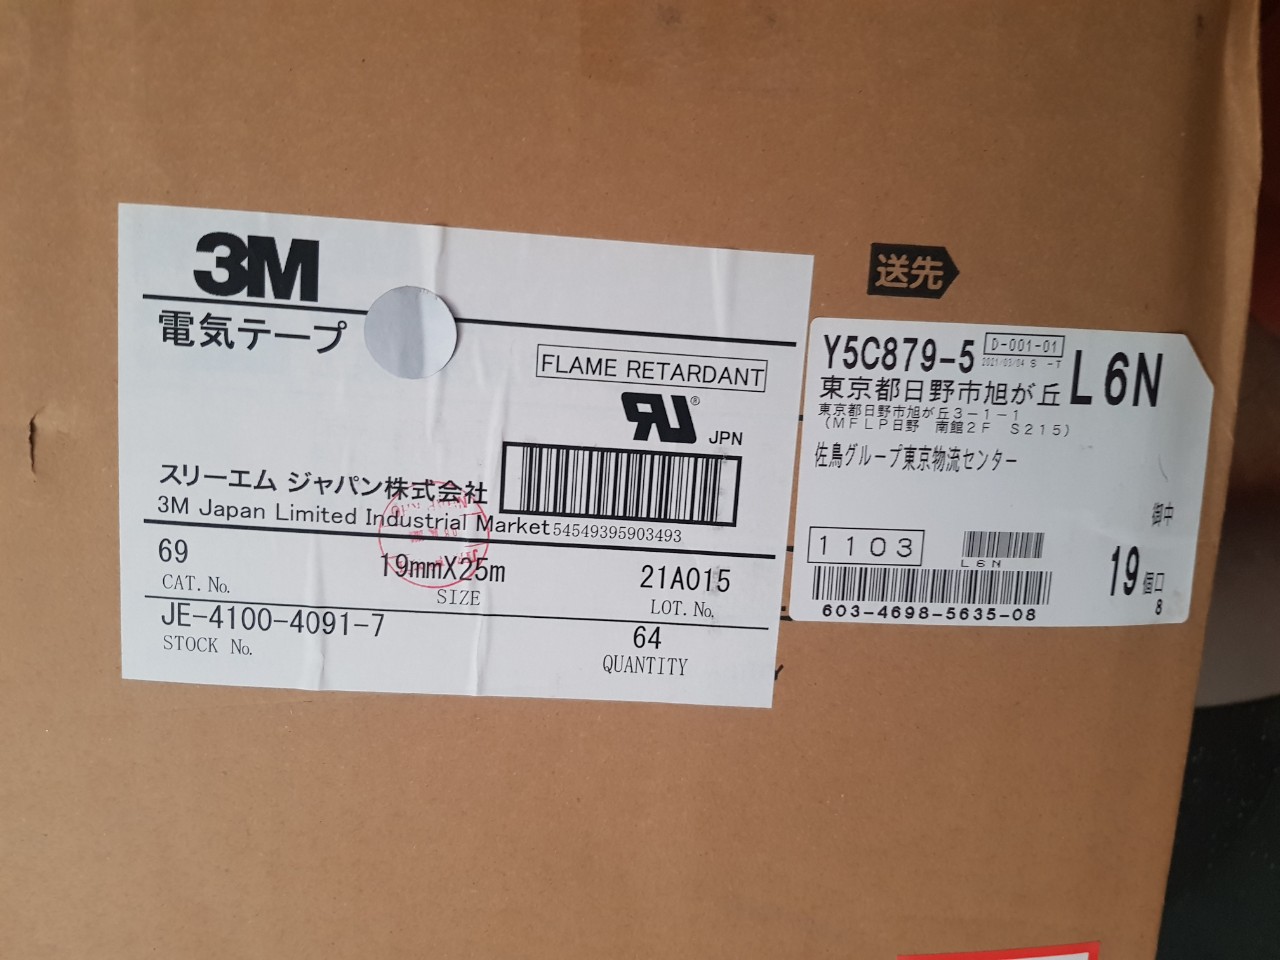 3M
電気テープ
FLAME RETARDANT
JPN
スリーエム ジャパン株式会社
3M Japan Limited Industrial Market
54549395903493
69
CAT. No.
19mmX25m
SIZE
21A015
LOT. No.
JE-4100-4091-7
STOCK No.
64
QUANTITY
送先
Y5C879-5
D-001-01
2021/03/04 S -T
L6N
東京都日野市旭が丘
東京都日野市旭が丘3-1-1
(MFLP日野 南館2F S215)
佐鳥グループ東京物流センター
御中
1103
L6N
19個口
8
603-4698-5635-08